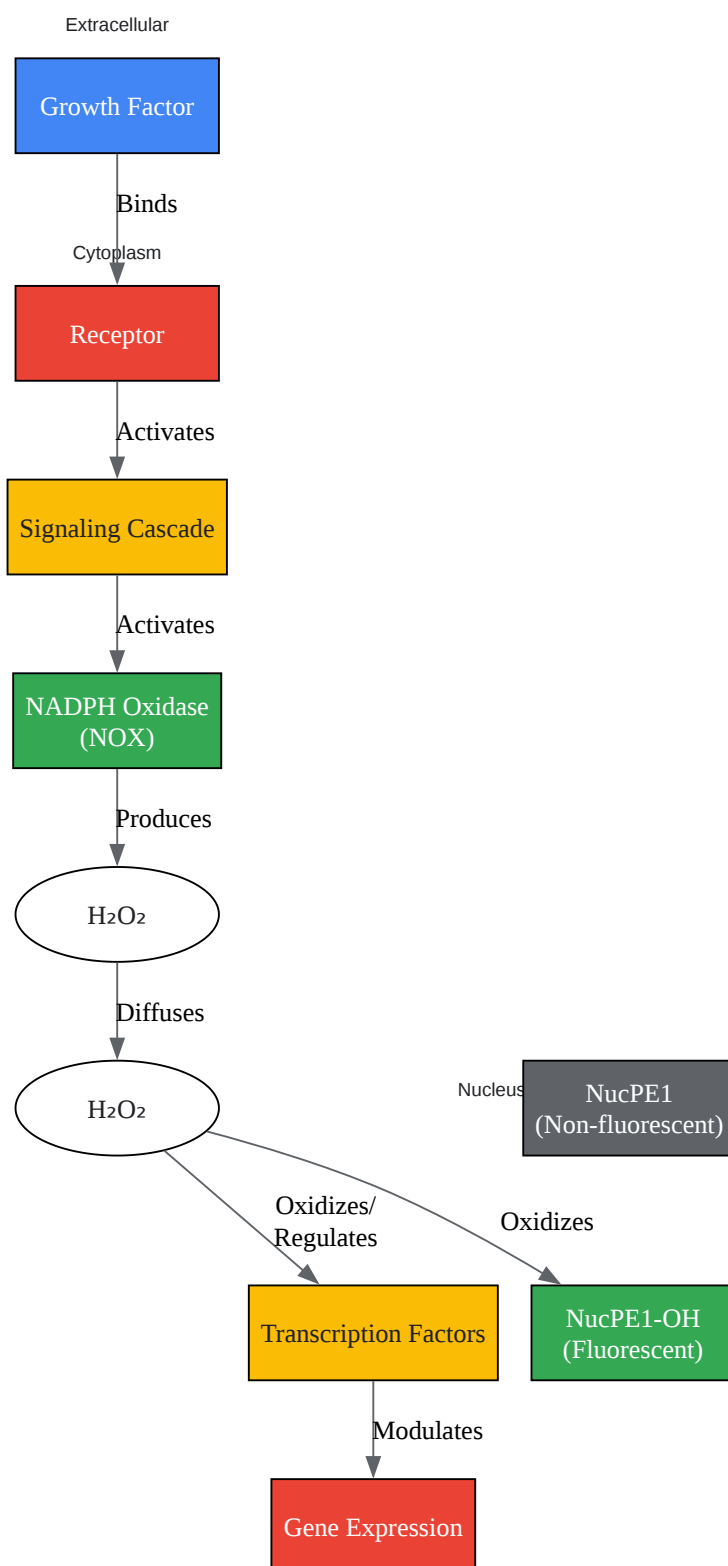 Extracellular
Growth Factor
Binds
Cytoplasm
Receptor
Activates
Signaling Cascade
Activates
NADPH Oxidase
(NOX)
Produces
H₂O₂
Diffuses
H₂O₂
Nucleus
NucPE1
(Non-fluorescent)
Oxidizes/
Regulates
Oxidizes
Transcription Factors
NucPE1-OH
(Fluorescent)
Modulates
Gene Expression